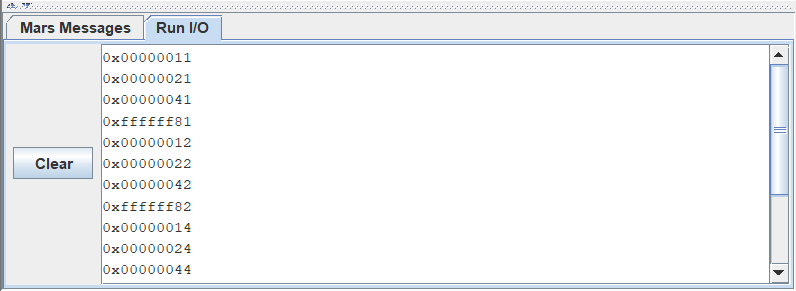 Mars Messages Run I/O
0x00000011
0x00000021
0x00000041
0xffffff81
0x00000012
0x00000022
0x00000042
0xffffff82
0x00000014
0x00000024
0x00000044
Clear